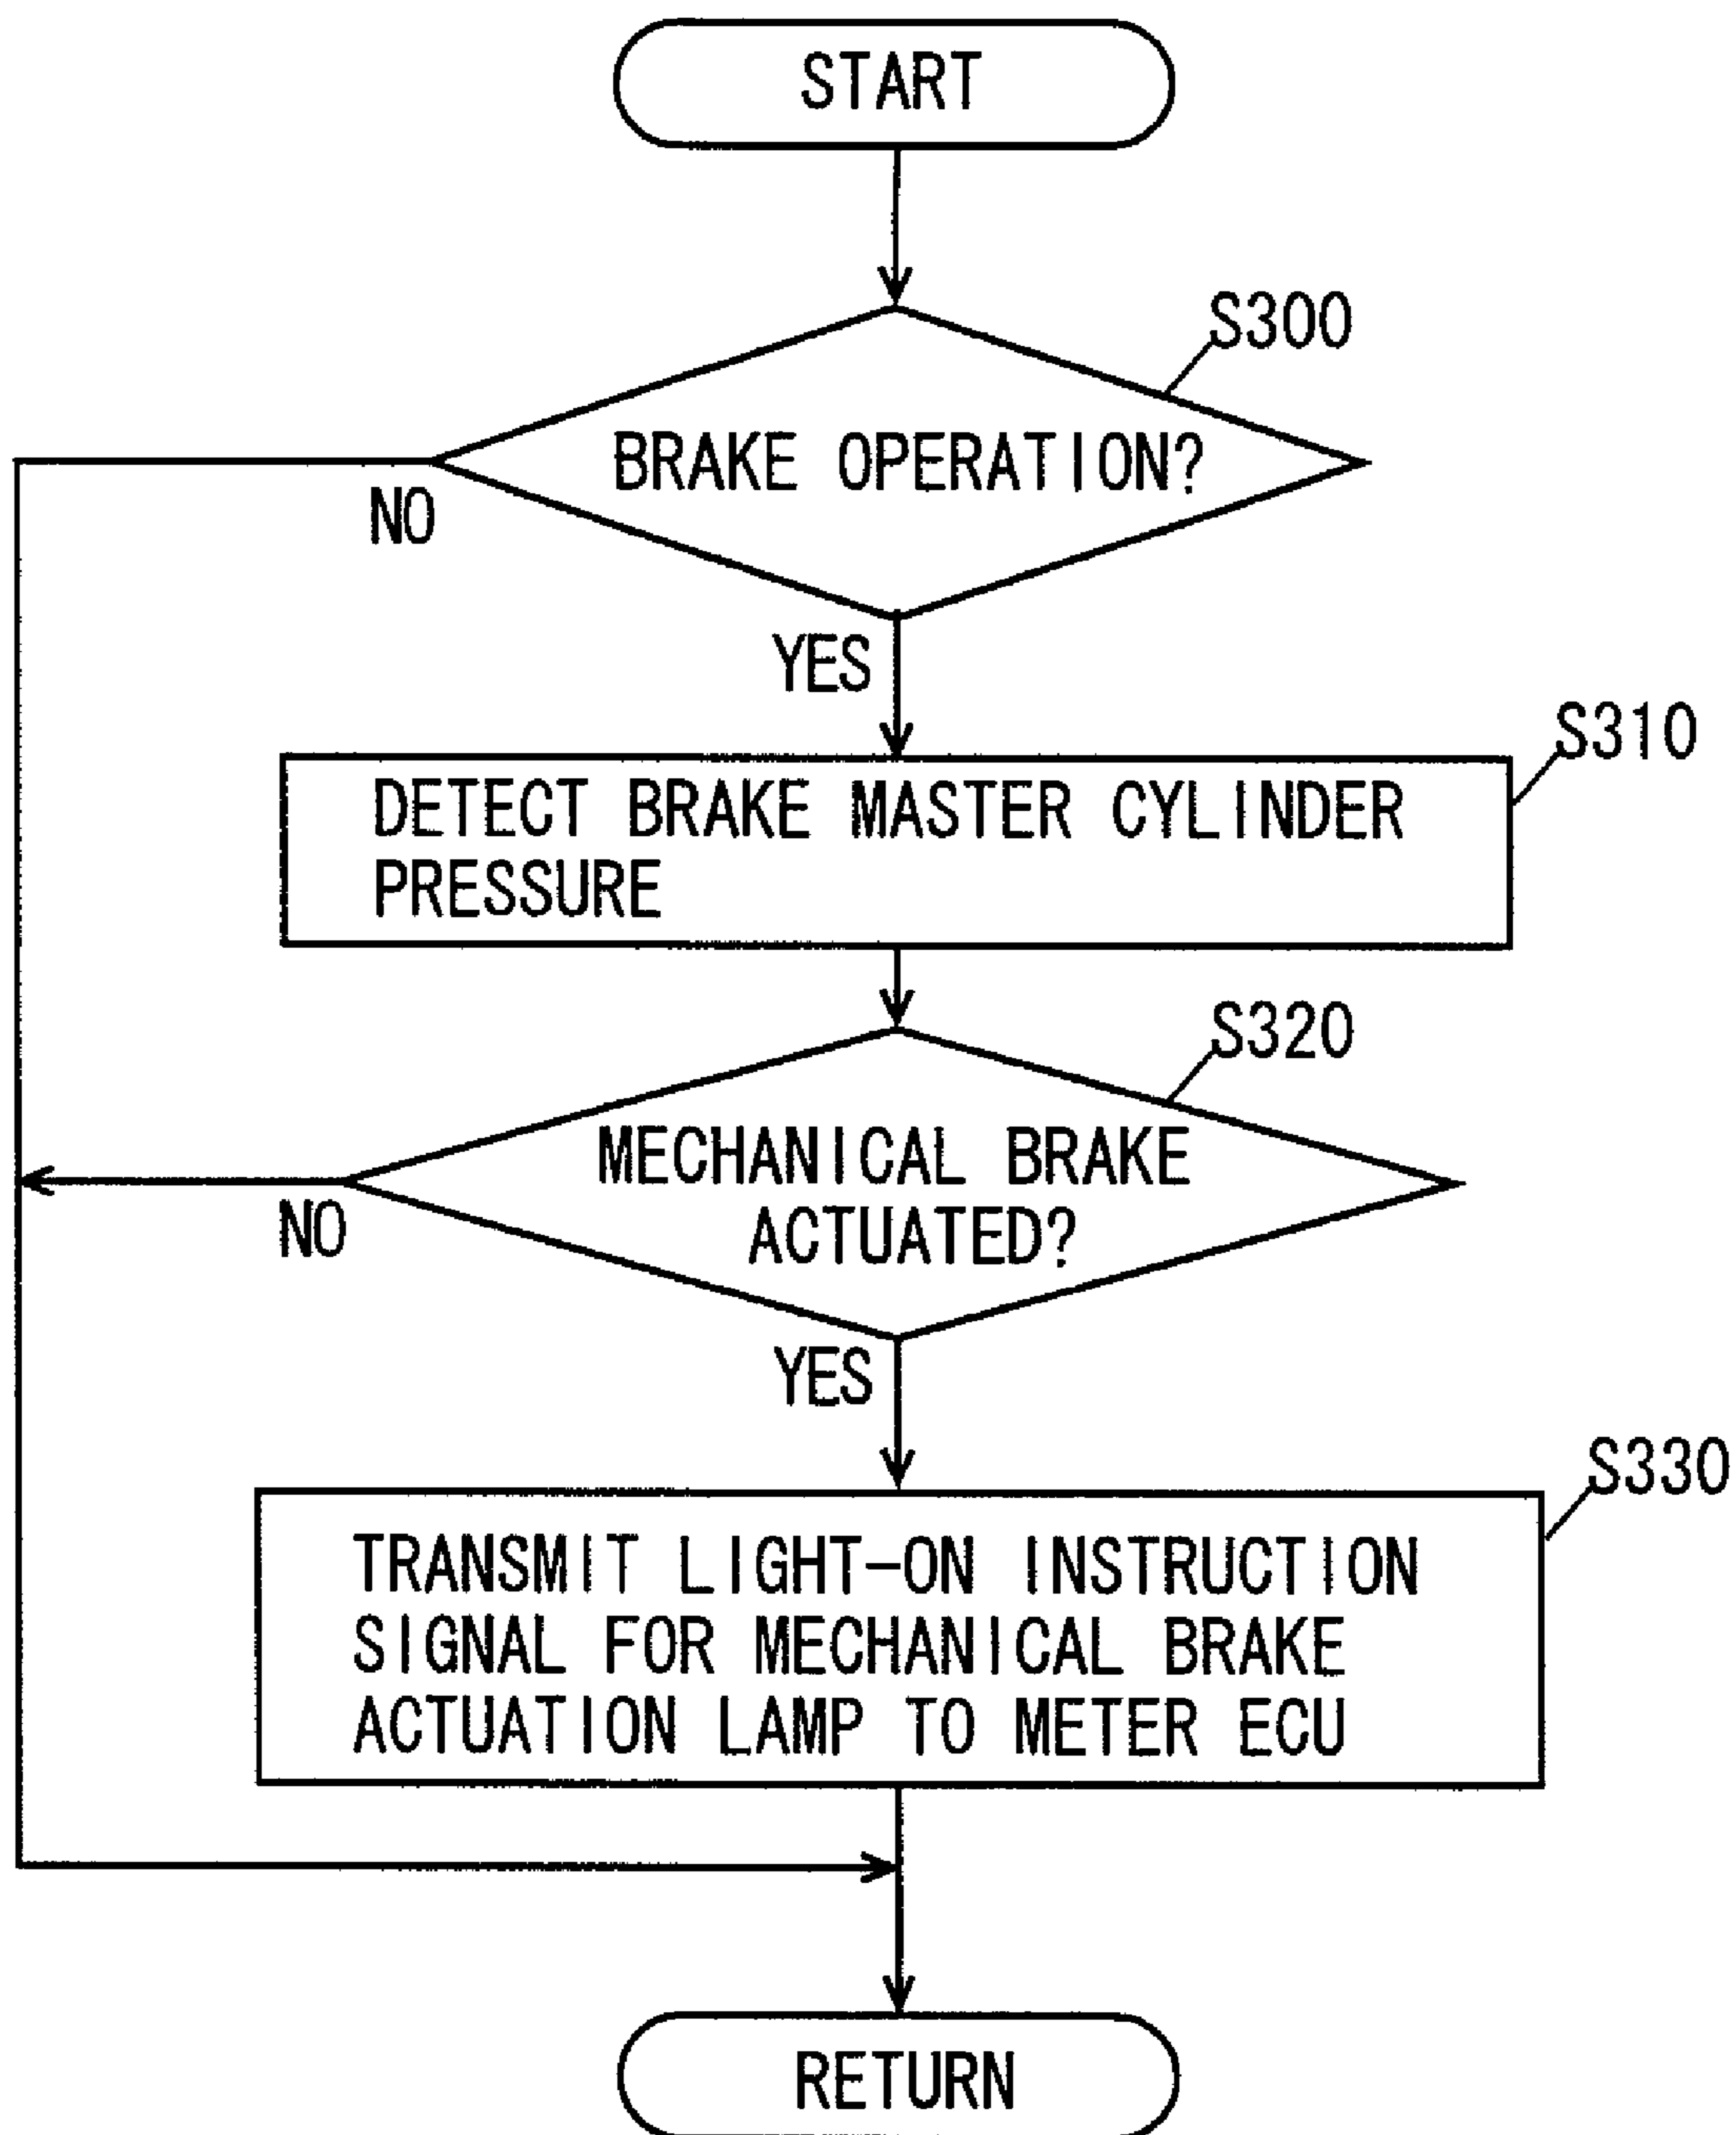 START
S300
BRAKE OPERATION?
NO
YES
S310
DETECT BRAKE MASTER CYLINDER
PRESSURE
S320
MECHANICAL BRAKE
ACTUATED?
NO
YES
S330
TRANSMIT LIGHT-ON INSTRUCTION
SIGNAL FOR MECHANICAL BRAKE
ACTUATION LAMP TO METER ECU
RETURN